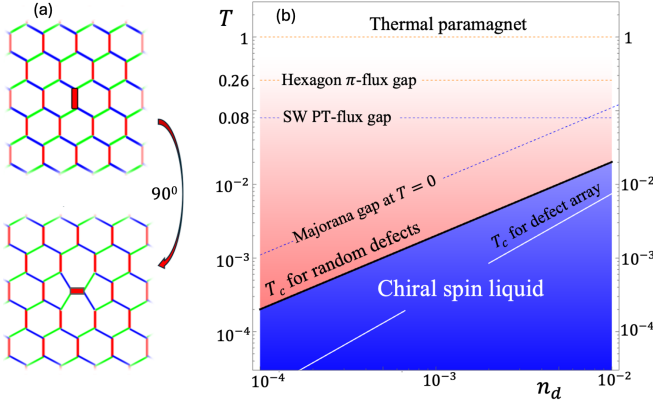 (a)
90⁰
T
(b)
Thermal paramagnet
1
1
0.26
Hexagon π-flux gap
0.08
SW PT-flux gap
10⁻²
10⁻²
Majorana gap at T = 0
T_c for defect array
10⁻³
10⁻³
T_c for random defects
Chiral spin liquid
10⁻⁴
10⁻⁴
10⁻⁴
10⁻³
n_d
10⁻²